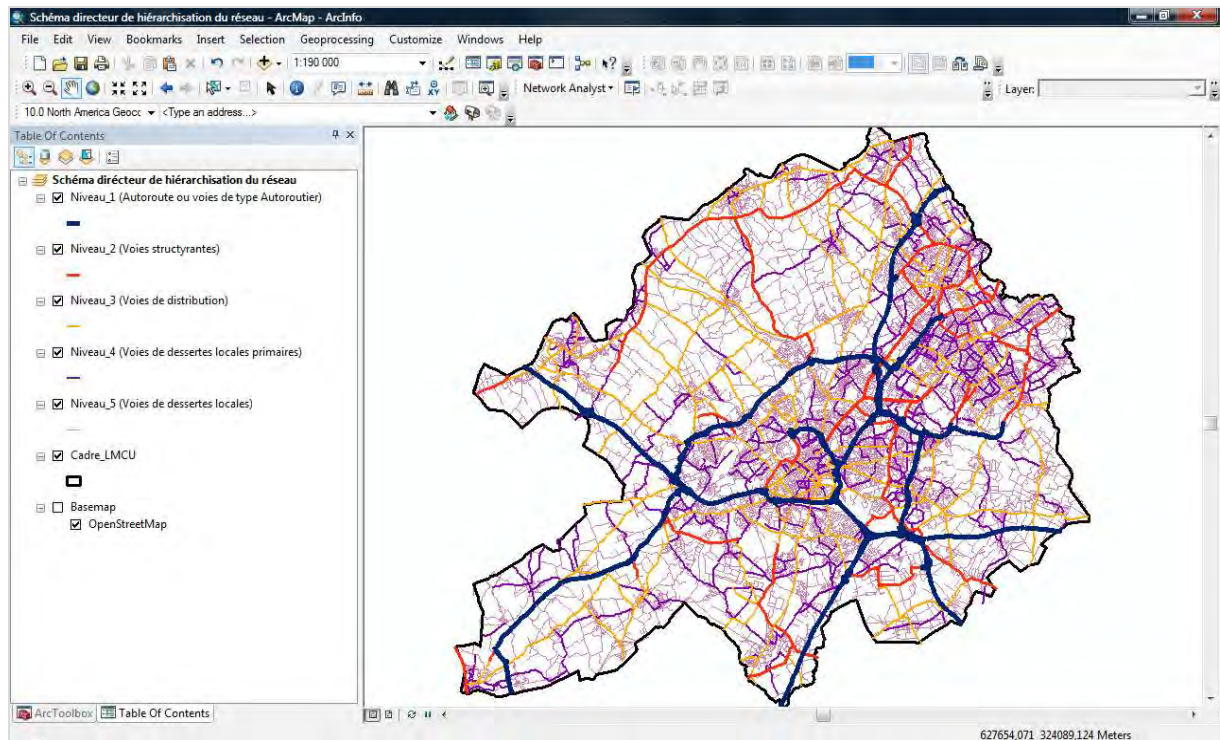 Schéma directeur de hiérarchisation du réseau - ArcMap - ArcInfo
File Edit View Bookmarks Insert Selection Geoprocessing Customize Windows Help
1:190 000
Network Analyst
Layer:
10.0 North America Geocc <Type an address...>
Table Of Contents
Schéma dirécteur de hiérarchisation du réseau
Niveau_1 (Autoroute ou voies de type Autoroutier)
Niveau_2 (Voies structyrantes)
Niveau_3 (Voies de distribution)
Niveau_4 (Voies de dessertes locales primaires)
Niveau_5 (Voies de dessertes locales)
Cadre_LMCU
Basemap
OpenStreetMap
ArcToolbox Table Of Contents
627654,071 324089,124 Meters